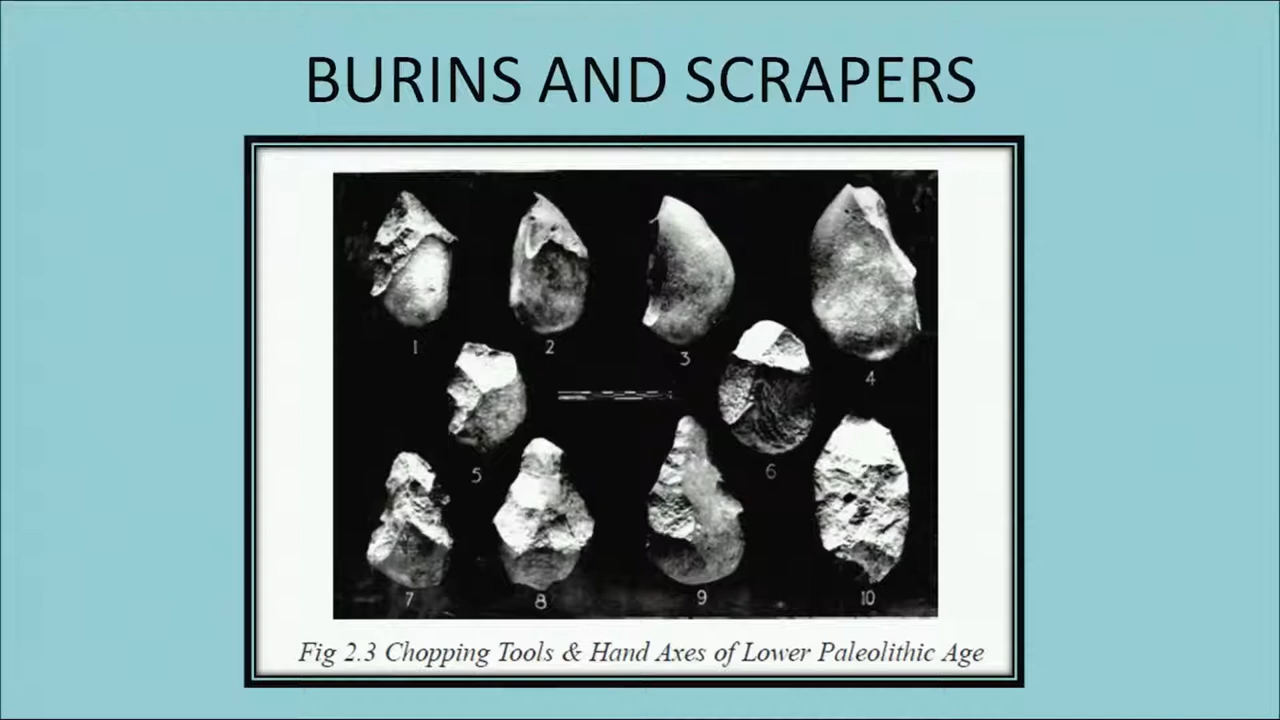 BURINS AND SCRAPERS
1 2 3 4
5 6
7 8 9 10
Fig 2.3 Chopping Tools & Hand Axes of Lower Paleolithic Age